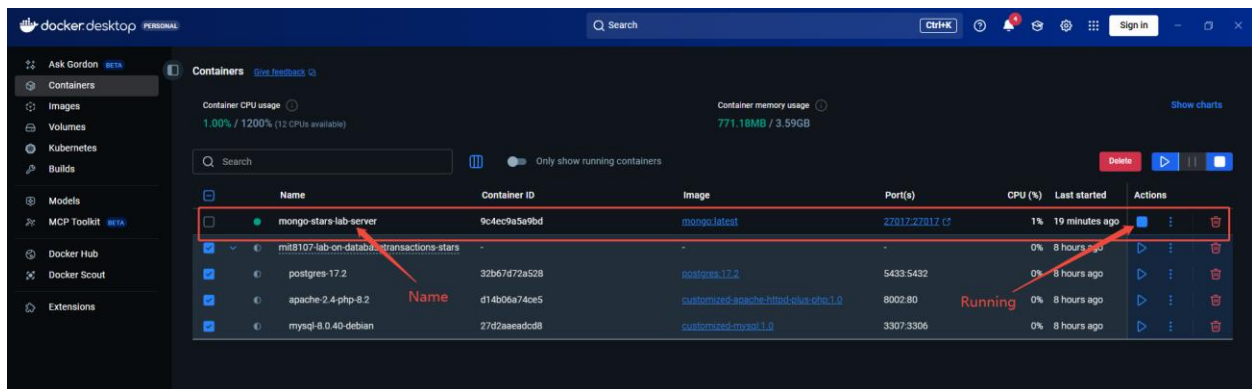 docker.desktop PERSONAL
Search
Ctrl+K
4
Sign in
Ask Gordon BETA
Containers
Images
Volumes
Kubernetes
Builds
Models
MCP Toolkit BETA
Docker Hub
Docker Scout
Extensions
Containers Give feedback
Container CPU usage
1.00% / 1200% (12 CPUs available)
Container memory usage
771.18MB / 3.59GB
Show charts
Search
Only show running containers
Delete
Name Container ID Image Port(s) CPU (%) Last started Actions
mongo-stars-lab-server 9c4ec9a5a9bd mongo:latest 27017:27017 1% 19 minutes ago
mit8107-lab-on-databasetransactions-stars - - - 0% 8 hours ago
postgres-17.2 32b67d72a528 postgres:17.2 5433:5432 0% 8 hours ago
apache-2.4-php-8.2 d14b06a74ce5 customized-apache-httpd-plus-php:1.0 8002:80 0% 8 hours ago
mysql-8.0.40-debian 27d2aaeadcd8 customized-mysql:1.0 3307:3306 0% 8 hours ago
Name
Running